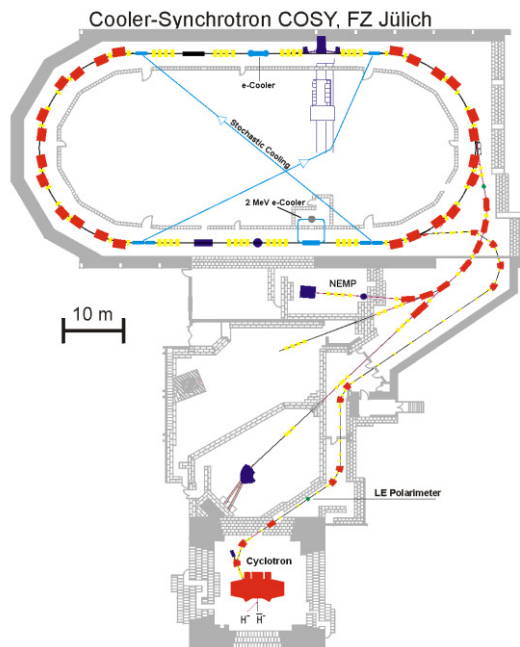 Cooler-Synchrotron COSY, FZ Jülich
e-Cooler
Stochastic Cooling
2 MeV e-Cooler
NEMP
10 m
LE Polarimeter
Cyclotron
H⁻ H̅⁻